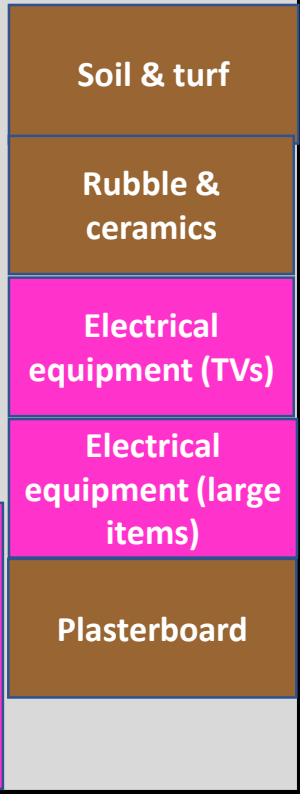 Soil & turf
Rubble &
ceramics
Electrical
equipment (TVs)
Electrical
equipment (large
items)
Plasterboard